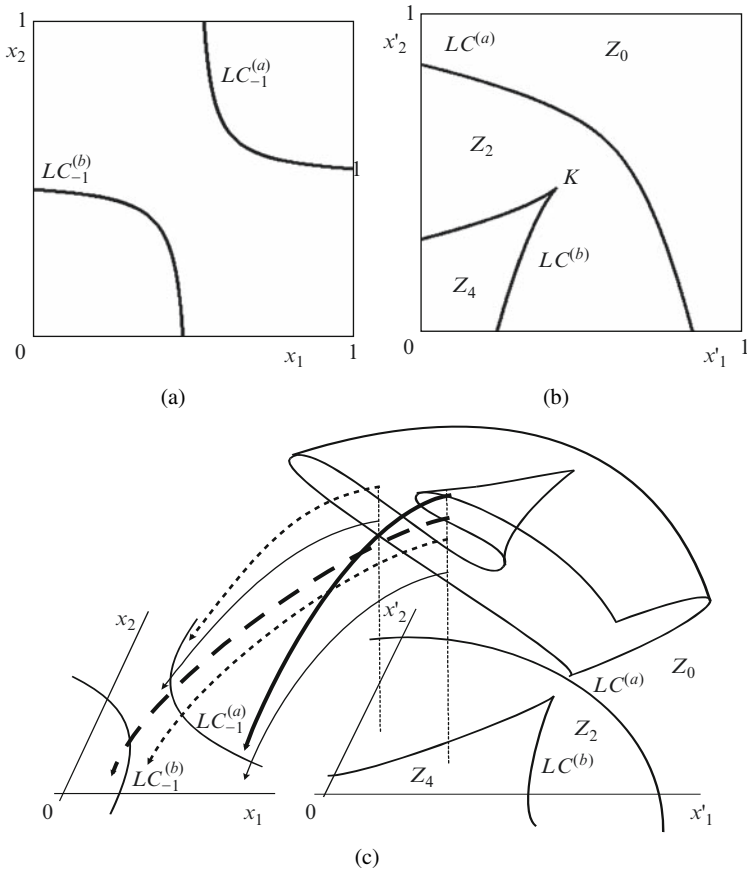 1
x₂
LC₋₁⁽ᵃ⁾
1
LC₋₁⁽ᵇ⁾
0
x₁
1
(a)
1
x'₂
LC⁽ᵃ⁾
Z₀
Z₂
K
LC⁽ᵇ⁾
Z₄
0
x'₁
1
(b)
x₂
x'₂
LC₋₁⁽ᵃ⁾
LC⁽ᵃ⁾
Z₀
Z₂
LC₋₁⁽ᵇ⁾
Z₄
LC⁽ᵇ⁾
0
x₁
0
x'₁
(c)